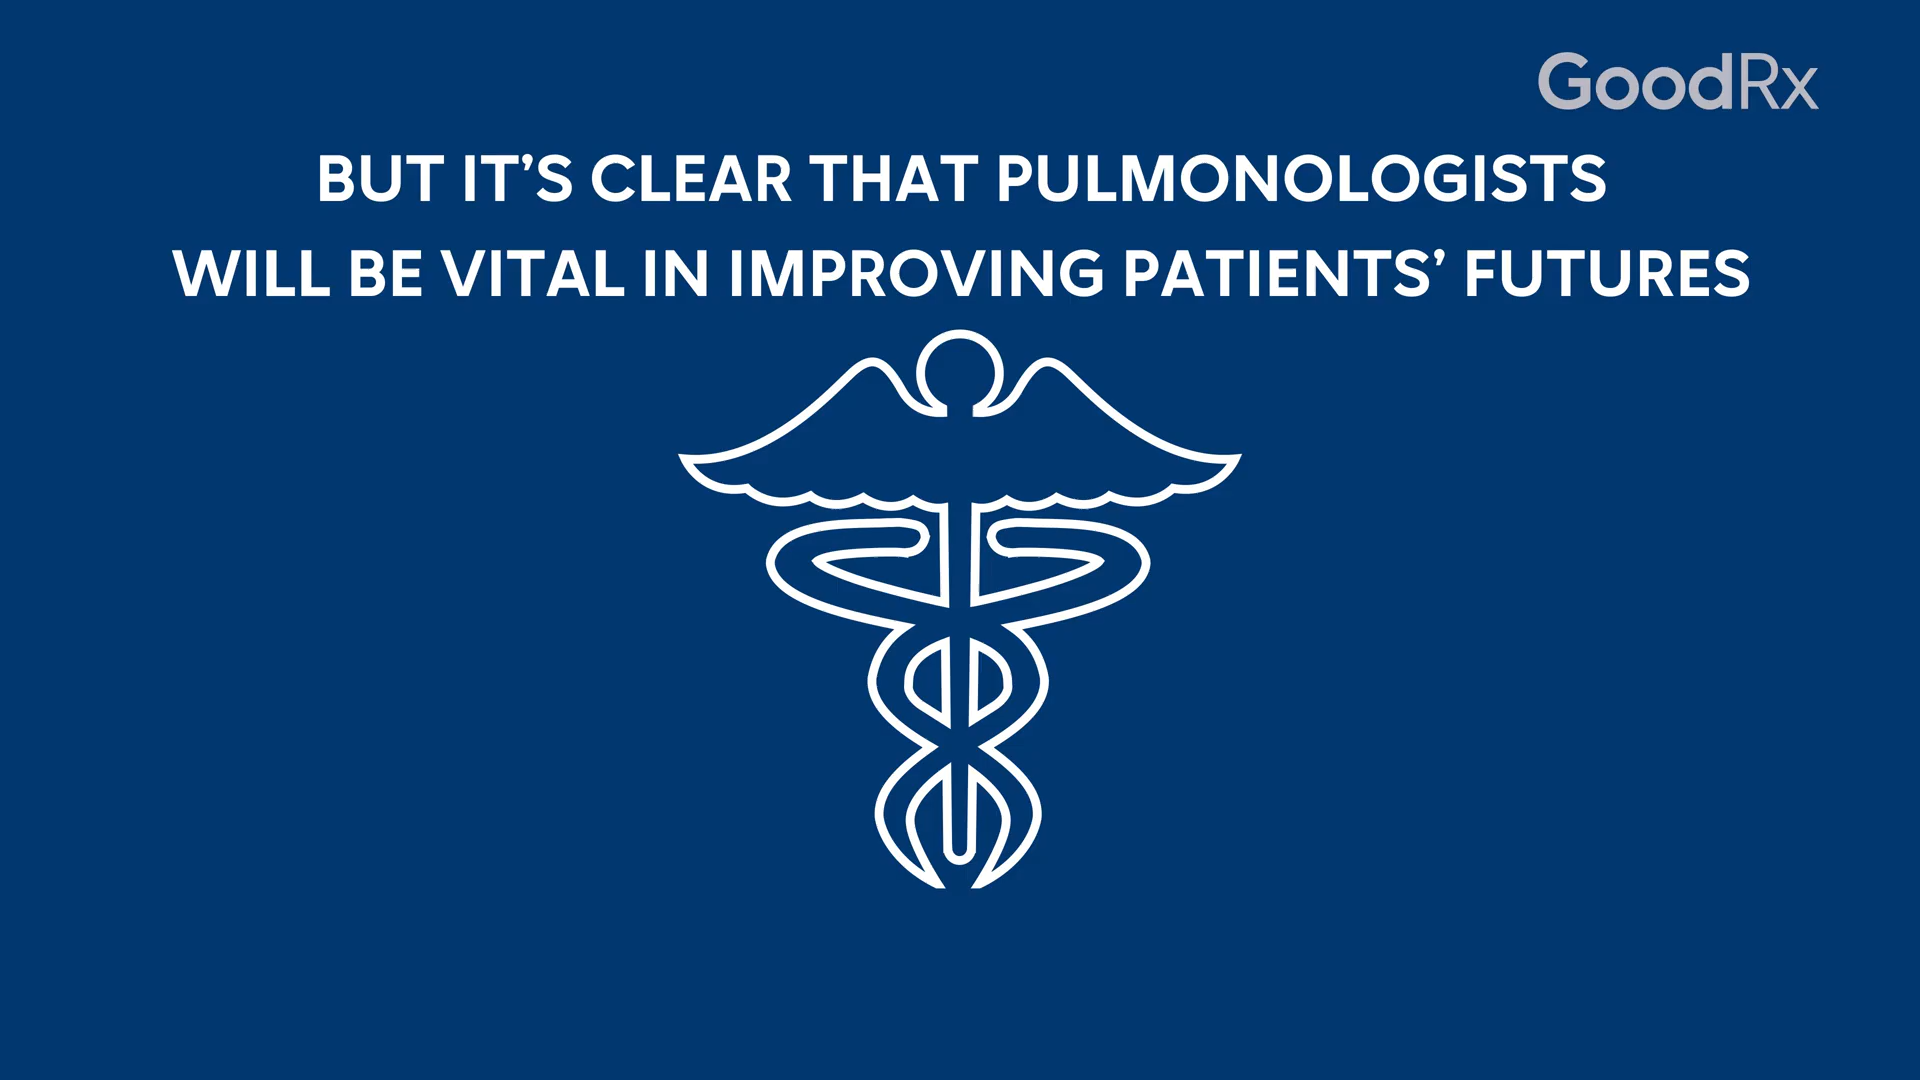 GoodRx
BUT IT’S CLEAR THAT PULMONOLOGISTS
WILL BE VITAL IN IMPROVING PATIENTS’ FUTURES